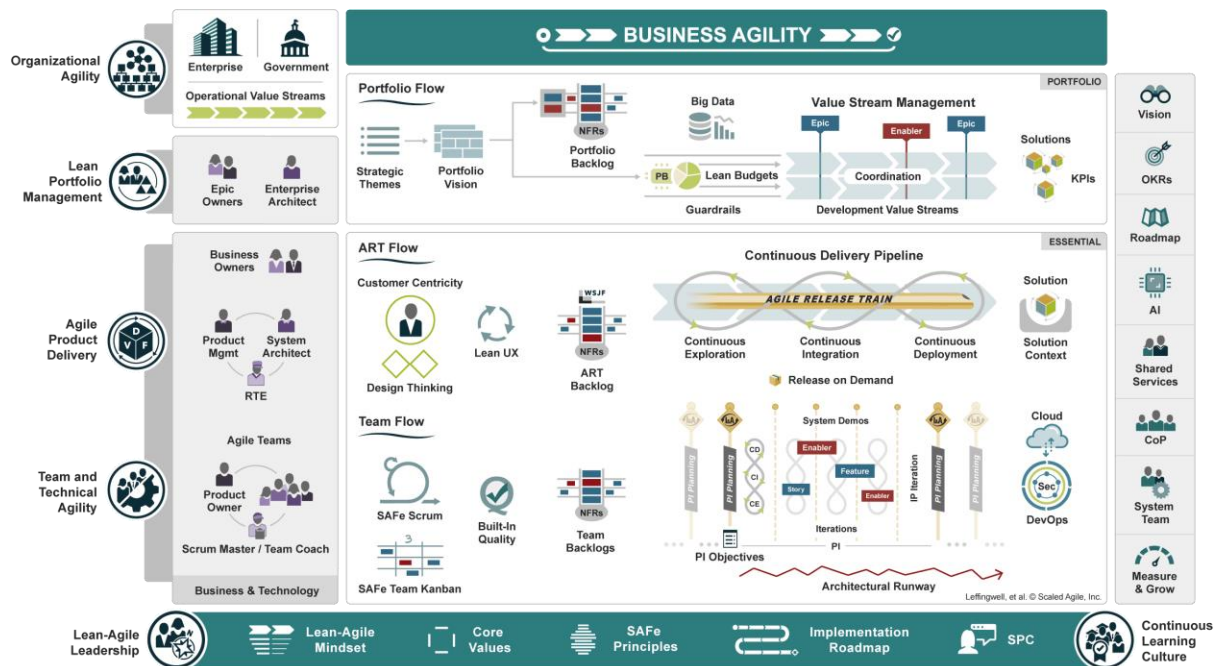 Organizational
Agility
Enterprise
Government
Operational Value Streams
BUSINESS AGILITY
Lean
Portfolio
Management
Epic
Owners
Enterprise
Architect
PORTFOLIO
Portfolio Flow
Strategic
Themes
Portfolio
Vision
NFRs
Portfolio
Backlog
Big Data
PB
Lean Budgets
Guardrails
Value Stream Management
Epic
Enabler
Epic
Coordination
Development Value Streams
Solutions
KPIs
Agile
Product
Delivery
D
V
F
Team and
Technical
Agility
Business
Owners
Product
Mgmt
System
Architect
RTE
Agile Teams
Product
Owner
Scrum Master / Team Coach
Business & Technology
ESSENTIAL
ART Flow
Customer Centricity
Design Thinking
Lean UX
WSJF
NFRs
ART
Backlog
Continuous Delivery Pipeline
AGILE RELEASE TRAIN
Continuous
Exploration
Continuous
Integration
Continuous
Deployment
Release on Demand
Solution
Solution
Context
Team Flow
SAFe Scrum
3
SAFe Team Kanban
Built-In
Quality
NFRs
Team
Backlogs
PI Planning
I&A
PI Planning
CD
CI
CE
System Demos
Enabler
Feature
Story
Enabler
Iterations
IP Iteration
I&A
PI Planning
PI Planning
PI Objectives
PI
Architectural Runway
Cloud
Sec
DevOps
Leffingwell, et al. © Scaled Agile, Inc.
Vision
OKRs
Roadmap
AI
Shared
Services
CoP
System
Team
Measure
& Grow
Lean-Agile
Leadership
Lean-Agile
Mindset
Core
Values
SAFe
Principles
Implementation
Roadmap
SPC
Continuous
Learning
Culture